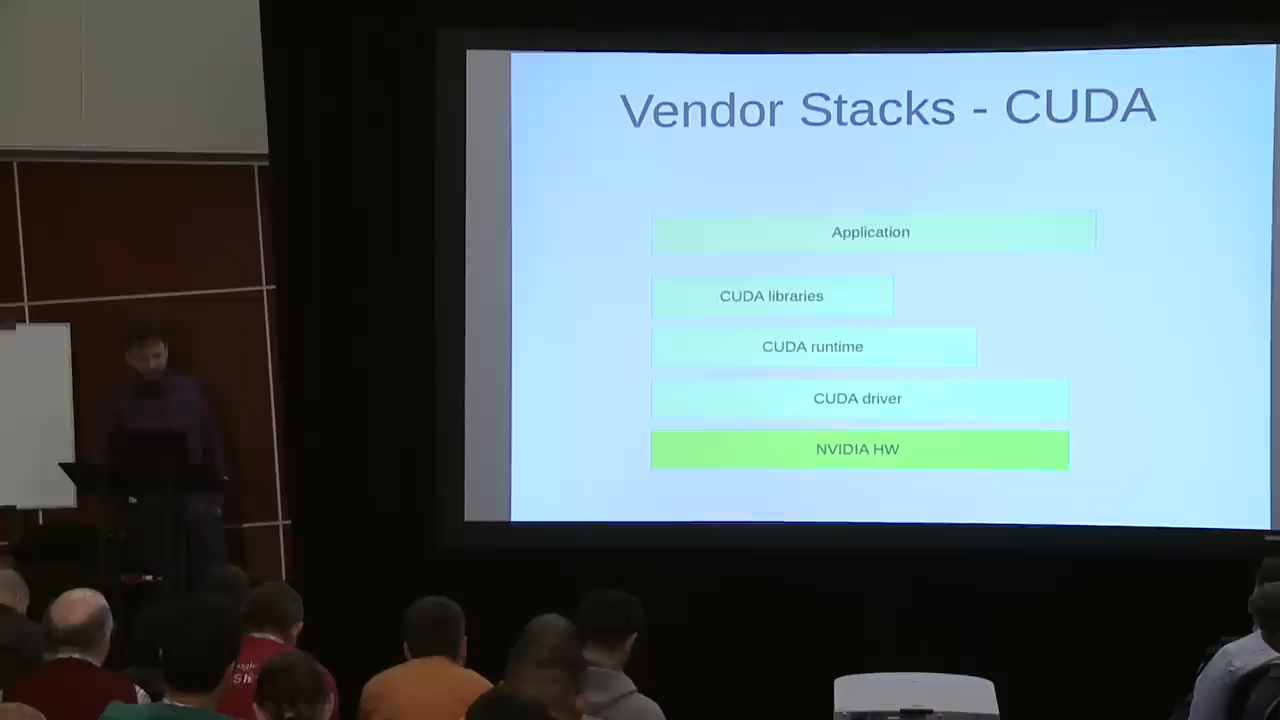 Vendor Stacks - CUDA
Application
CUDA libraries
CUDA runtime
CUDA driver
NVIDIA HW